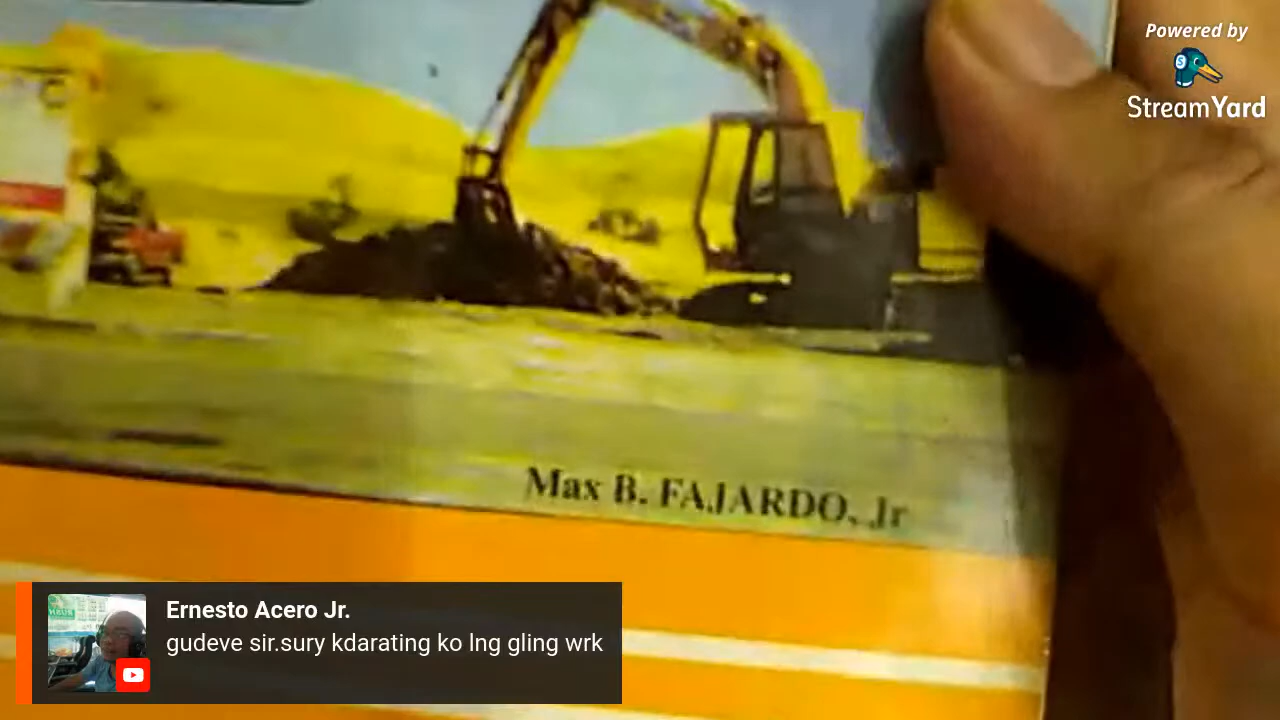 Powered by
StreamYard
Max B. FAJARDO, Jr
Ernesto Acero Jr.
gudeve sir.sury kdarating ko lng gling wrk